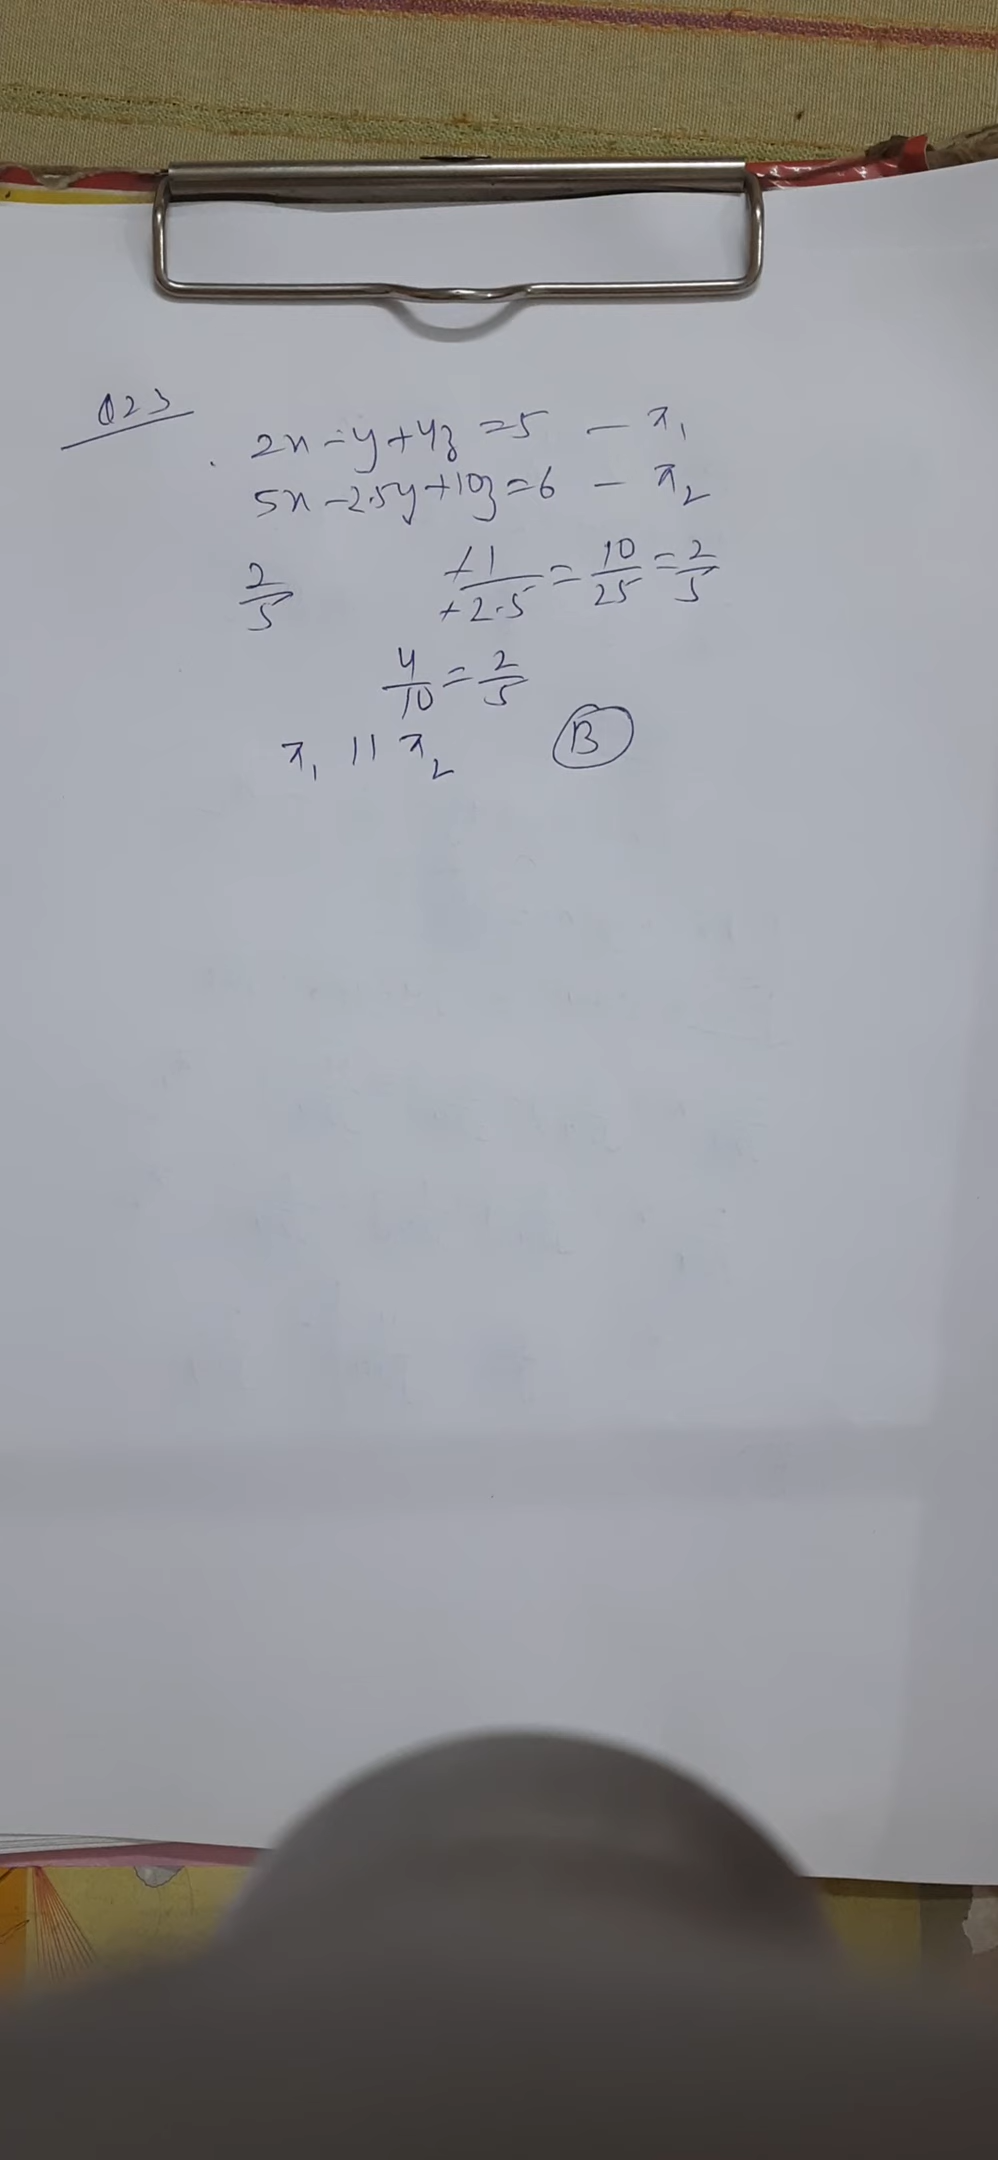 Q23
2x - y + 4z = 5 — π₁
5x - 2.5y + 10z = 6 — π₂
2/5 +1/+2.5 = 10/25 = 2/5
4/10 = 2/5
π₁ || π₂ B